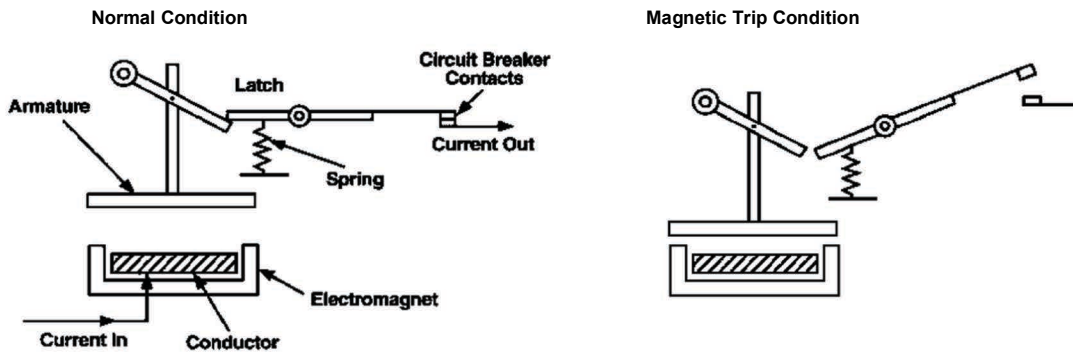 Normal Condition
Magnetic Trip Condition
Circuit Breaker
Contacts
Latch
Armature
Current Out
Spring
Electromagnet
Current In
Conductor